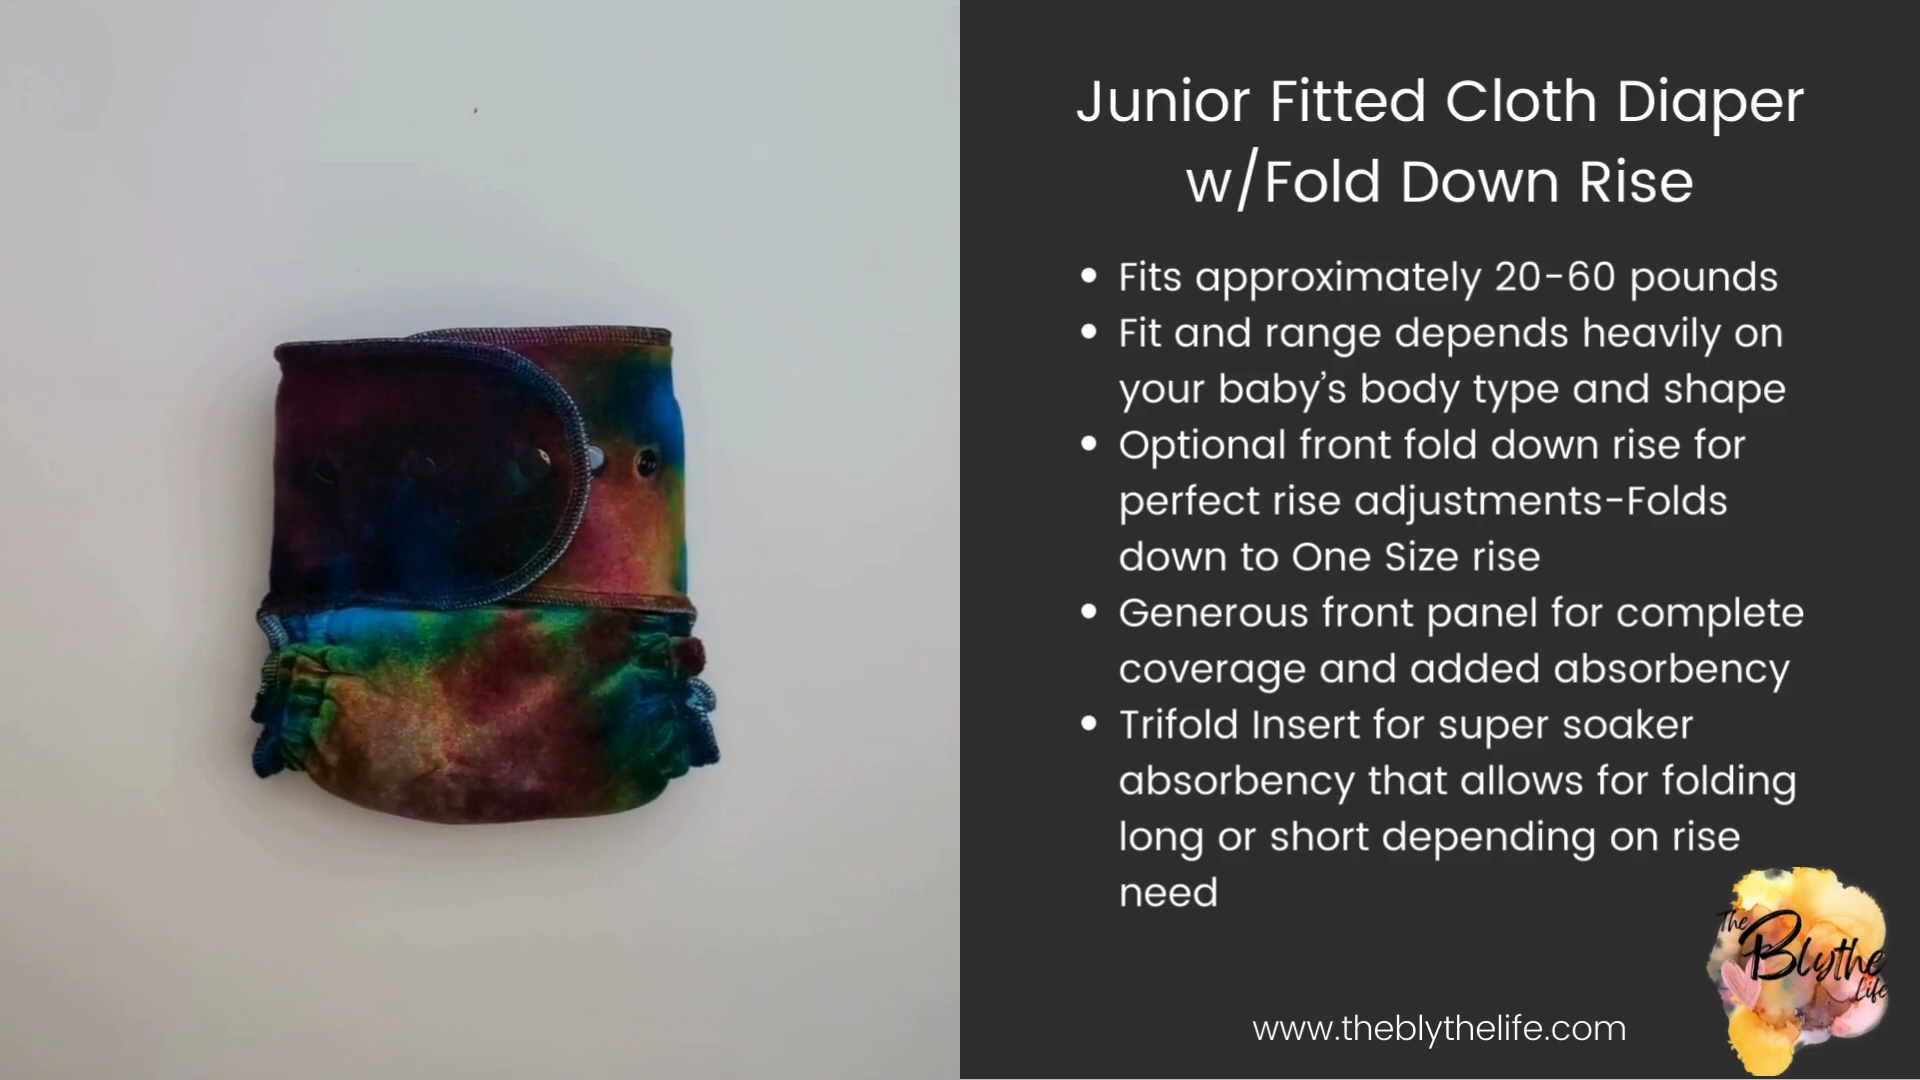 Junior Fitted Cloth Diaper
w/Fold Down Rise
• Fits approximately 20-60 pounds
• Fit and range depends heavily on
your baby's body type and shape
• Optional front fold down rise for
perfect rise adjustments-Folds
down to One Size rise
• Generous front panel for complete
coverage and added absorbency
• Trifold Insert for super soaker
absorbency that allows for folding
long or short depending on rise
need
The
Blythe
Life
www.theblythelife.com